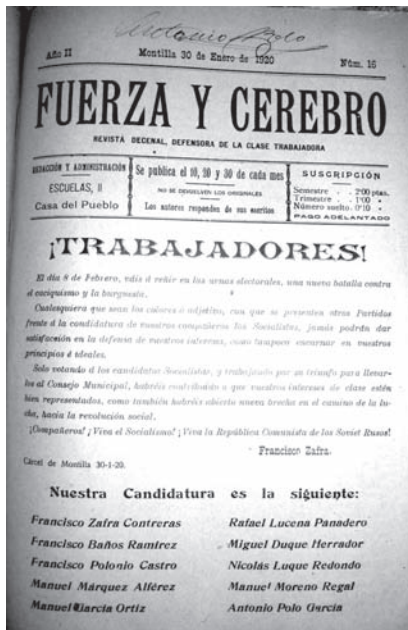 Antonio Polo
Año II
Montilla 30 de Enero de 1920
Núm. 16
FUERZA Y CEREBRO
REVISTA DECENAL, DEFENSORA DE LA CLASE TRABAJADORA
REDACCIÓN Y ADMINISTRACIÓN
ESCUELAS, 11
Casa del Pueblo
Se publica el 10, 20 y 30 de cada mes
NO SE DEVUELVEN LOS ORIGINALES
Los autores responden de sus escritos
SUSCRIPCIÓN
Semestre . . 2'00 ptas.
Trimestre . . 1'00 »
Número suelto. 0'10 »
PAGO ADELANTADO
¡TRABAJADORES!
El día 8 de Febrero, vais á reñir en las urnas electorales, una nueva batalla contra
el caciquismo y la burguesía.
Cualesquiera que sean los colores ó adjetivo, con que se presenten otros Partidos
frente á la candidatura de vuestros compañeros los Socialistas, jamás podrán dar
satisfacción en la defensa de vuestros intereses, como tampoco encarnar en vuestros
principios é ideales.
Solo votando á los candidatos Socialistas, y trabajando por su triunfo para llevar-
los al Consejo Municipal, habréis contribuido a que vuestros intereses de clase estén
bien representados, como también habréis abierto nueva brecha en el camino de la lu-
cha, hacia la revolución social.
¡Compañeros! ¡Viva el Socialismo! ¡Viva la República Comunista de los Soviet Rusos!
Francisco Zafra.
Cárcel de Montilla 30-1-20.
Nuestra Candidatura es la siguiente:
Francisco Zafra Contreras
Francisco Baños Ramírez
Francisco Polonio Castro
Manuel Márquez Alférez
Manuel García Ortiz
Rafael Lucena Panadero
Miguel Duque Herrador
Nicolás Luque Redondo
Manuel Moreno Regal
Antonio Polo García